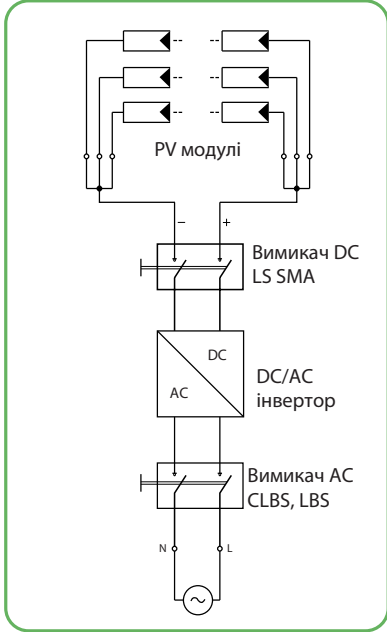 PV модулі
− +
Вимикач DC
LS SMA
DC
AC
DC/AC
інвертор
Вимикач AC
CLBS, LBS
N L